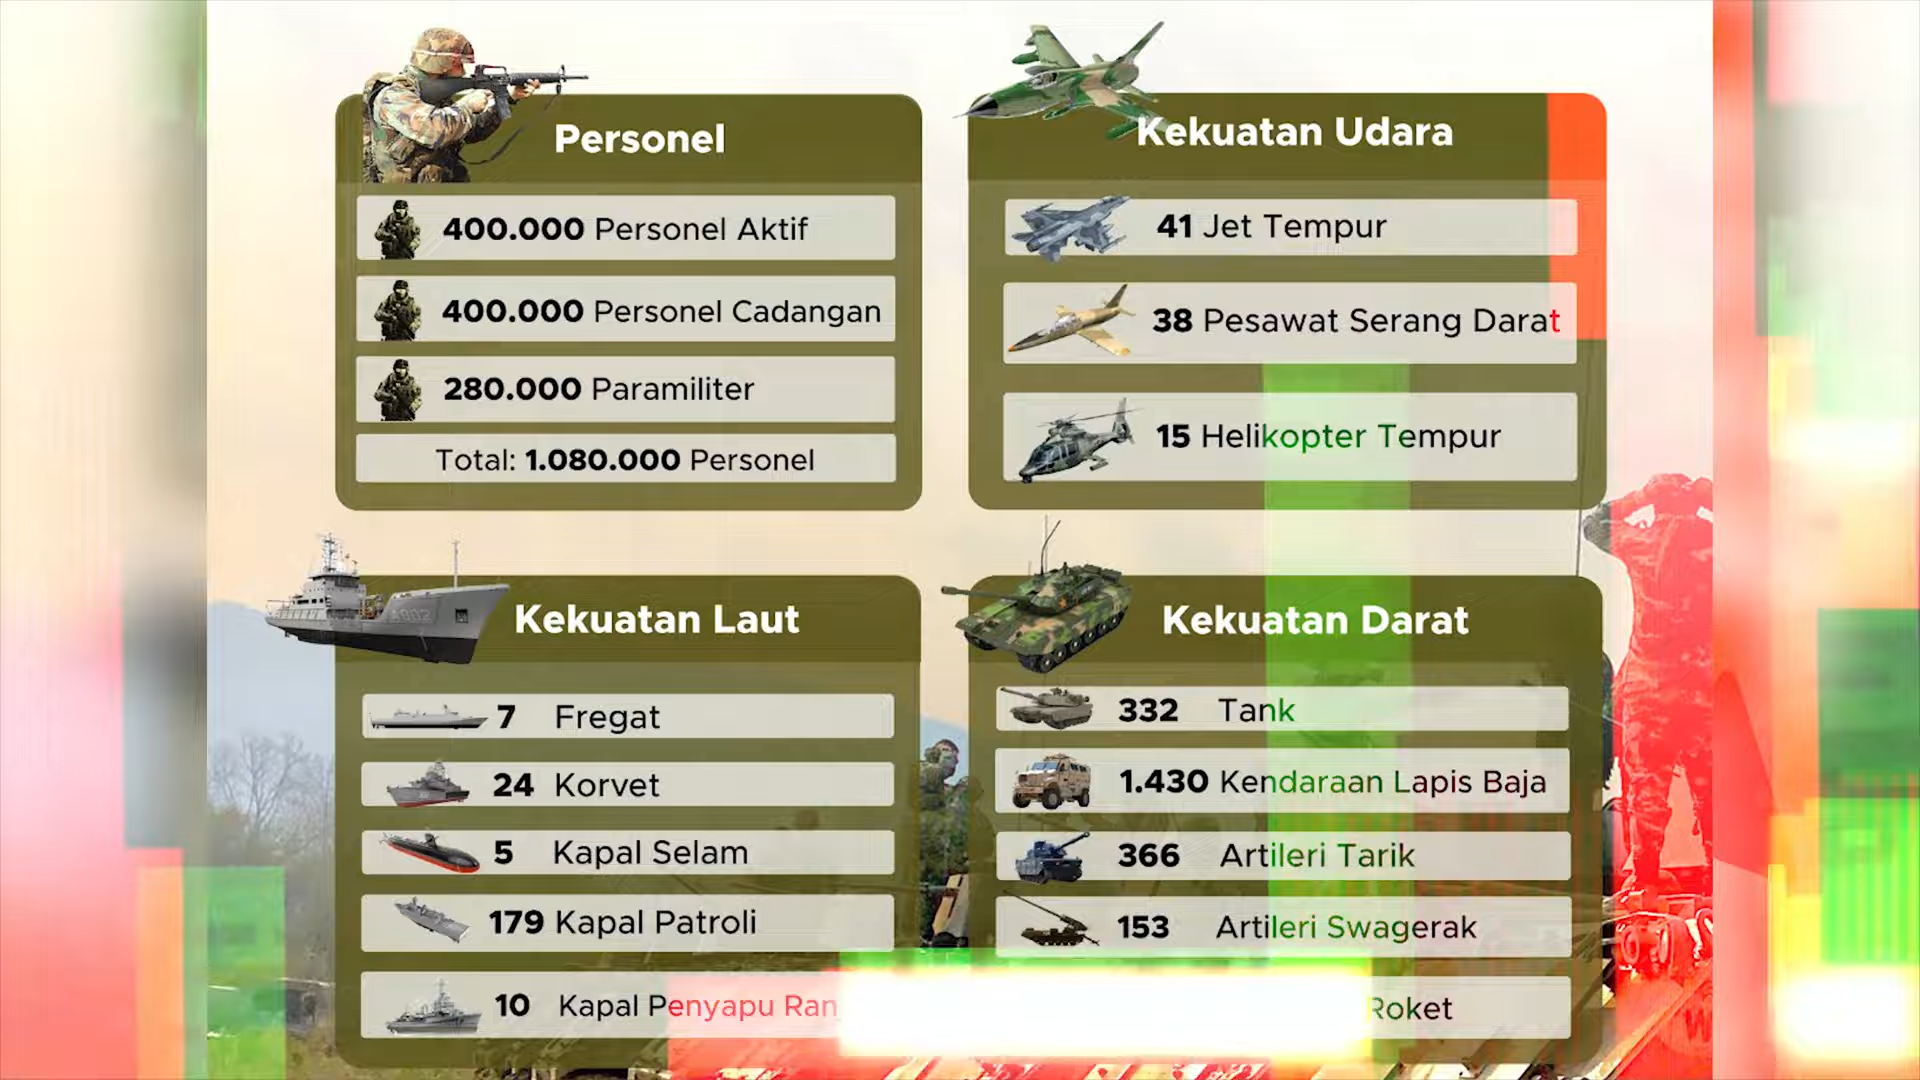 Personel
400.000 Personel Aktif
400.000 Personel Cadangan
280.000 Paramiliter
Total: 1.080.000 Personel
Kekuatan Udara
41 Jet Tempur
38 Pesawat Serang Darat
15 Helikopter Tempur
Kekuatan Laut
7 Fregat
24 Korvet
5 Kapal Selam
179 Kapal Patroli
10 Kapal Penyapu Ran
Kekuatan Darat
332 Tank
1.430 Kendaraan Lapis Baja
366 Artileri Tarik
153 Artileri Swagerak
Roket